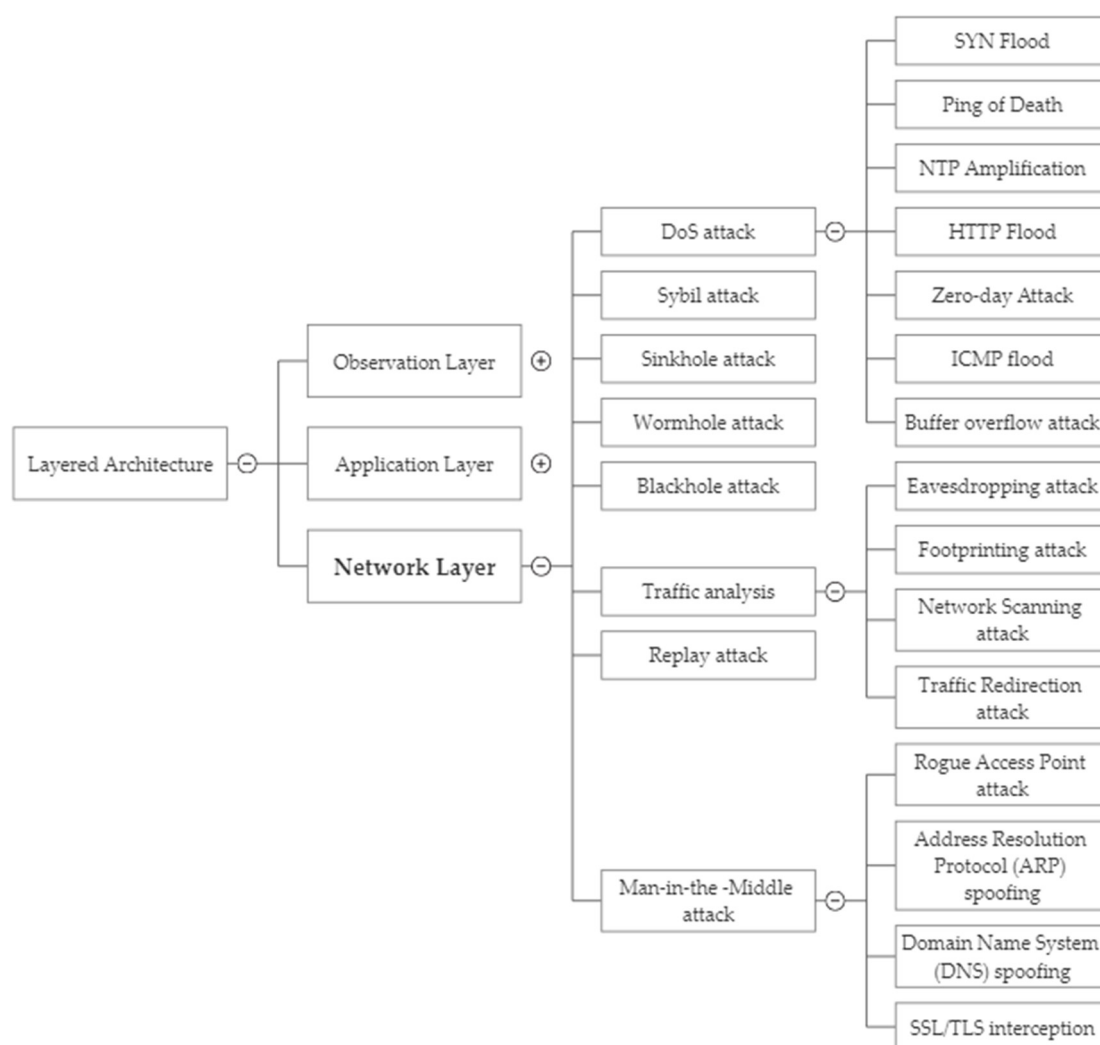 SYN Flood
Ping of Death
NTP Amplification
DoS attack
HTTP Flood
Sybil attack
Zero-day Attack
Observation Layer
Sinkhole attack
ICMP flood
Wormhole attack
Buffer overflow attack
Layered Architecture
Application Layer
Blackhole attack
Eavesdropping attack
Network Layer
Footprinting attack
Traffic analysis
Network Scanning
attack
Replay attack
Traffic Redirection
attack
Rogue Access Point
attack
Address Resolution
Protocol (ARP)
spoofing
Man-in-the -Middle
attack
Domain Name System
(DNS) spoofing
SSL/TLS interception